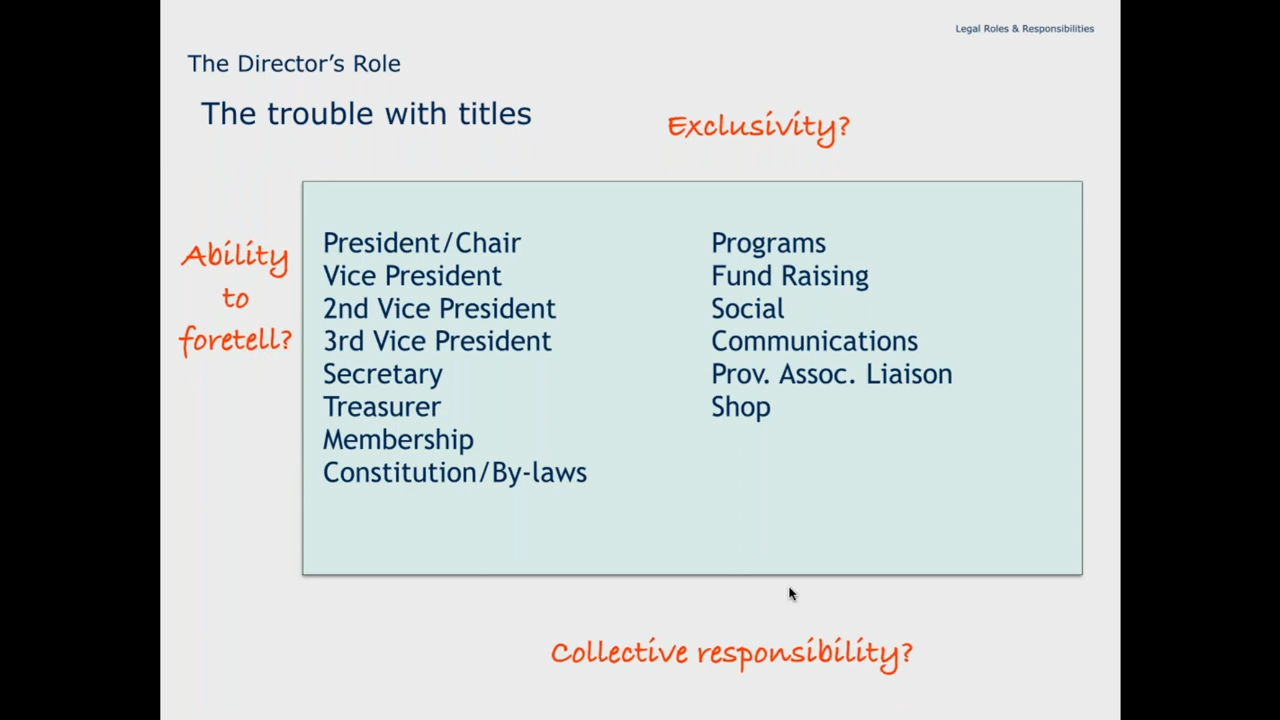 Legal Roles & Responsibilities
The Director’s Role
The trouble with titles
Exclusivity?
Ability
to
foretell?
President/Chair
Vice President
2nd Vice President
3rd Vice President
Secretary
Treasurer
Membership
Constitution/By-laws
Programs
Fund Raising
Social
Communications
Prov. Assoc. Liaison
Shop
Collective responsibility?